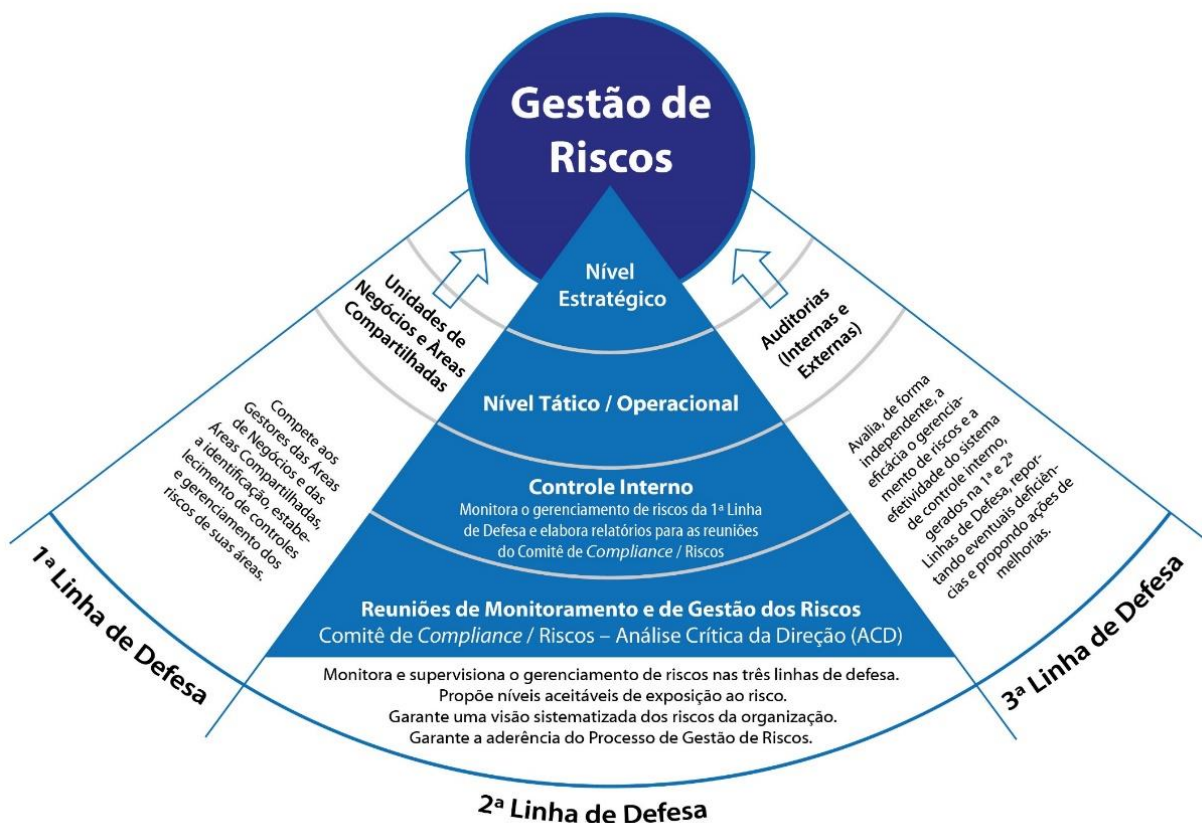 Gestão de
Riscos
Nível
Estratégico
Nível Tático / Operacional
Controle Interno
Monitora o gerenciamento de riscos da 1ª Linha
de Defesa e elabora relatórios para as reuniões
do Comitê de Compliance / Riscos
Reuniões de Monitoramento e de Gestão dos Riscos
Comitê de Compliance / Riscos – Análise Crítica da Direção (ACD)
Monitora e supervisiona o gerenciamento de riscos nas três linhas de defesa.
Propõe níveis aceitáveis de exposição ao risco.
Garante uma visão sistematizada dos riscos da organização.
Garante a aderência do Processo de Gestão de Riscos.
2ª Linha de Defesa
Unidades de
Negócios e Áreas
Compartilhadas
Compete aos
Gestores das Áreas
de Negócios e das
Áreas Compartilhadas,
a identificação, estabe-
lecimento de controles
e gerenciamento dos
riscos de suas áreas.
1ª Linha de Defesa
Auditorias
(Internas e
Externas)
Avalia, de forma
independente, a
eficácia o gerencia-
mento de riscos e a
efetividade do sistema
de controle interno,
gerados na 1ª e 2ª
Linhas de Defesa, repor-
tando eventuais deficiên-
cias e propondo ações de
melhorias.
3ª Linha de Defesa